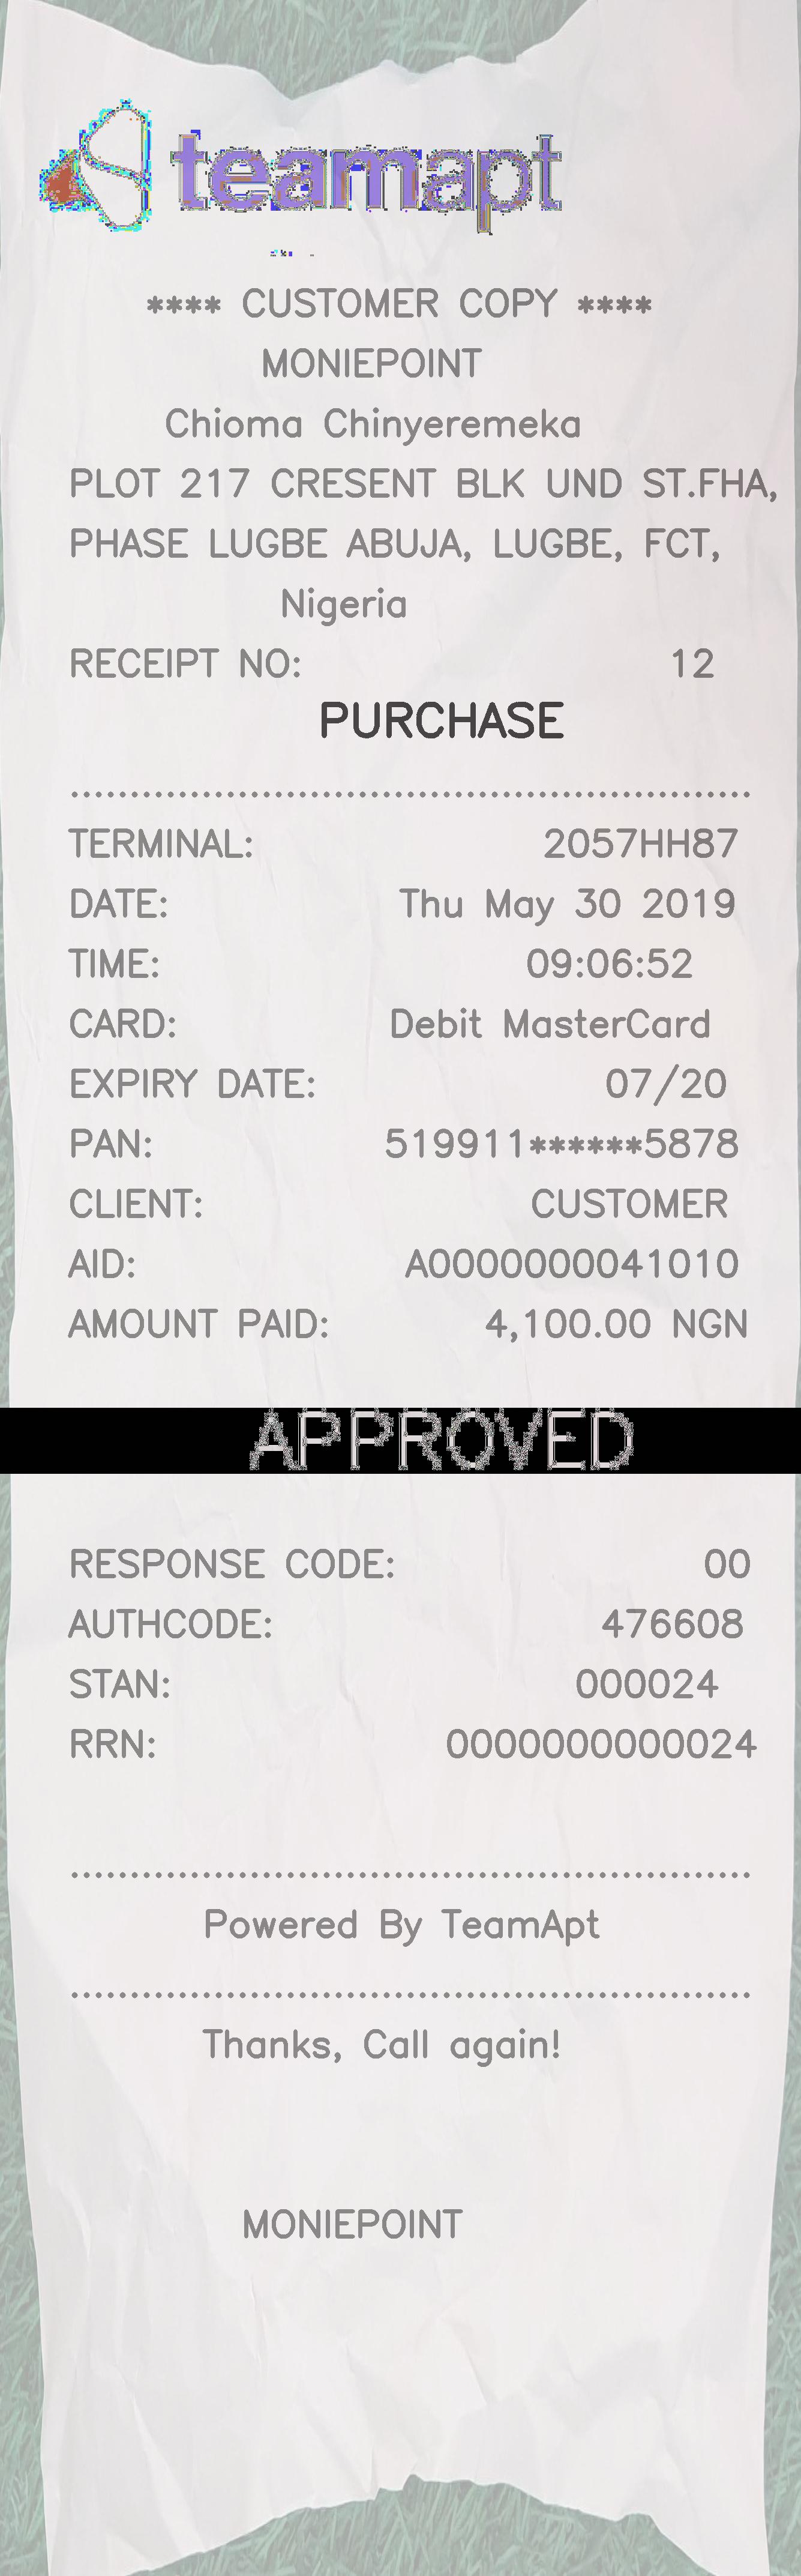 teamapt
**** CUSTOMER COPY ****
MONIEPOINT
Chioma Chinyeremeka
PLOT 217 CRESENT BLK UND ST.FHA,
PHASE LUGBE ABUJA, LUGBE, FCT,
Nigeria
RECEIPT NO: 12
PURCHASE
TERMINAL: 2057HH87
DATE: Thu May 30 2019
TIME: 09:06:52
CARD: Debit MasterCard
EXPIRY DATE: 07/20
PAN: 519911******5878
CLIENT: CUSTOMER
AID: A0000000041010
AMOUNT PAID: 4,100.00 NGN
APPROVED
RESPONSE CODE: 00
AUTHCODE: 476608
STAN: 000024
RRN: 0000000000024
Powered By TeamApt
Thanks, Call again!
MONIEPOINT